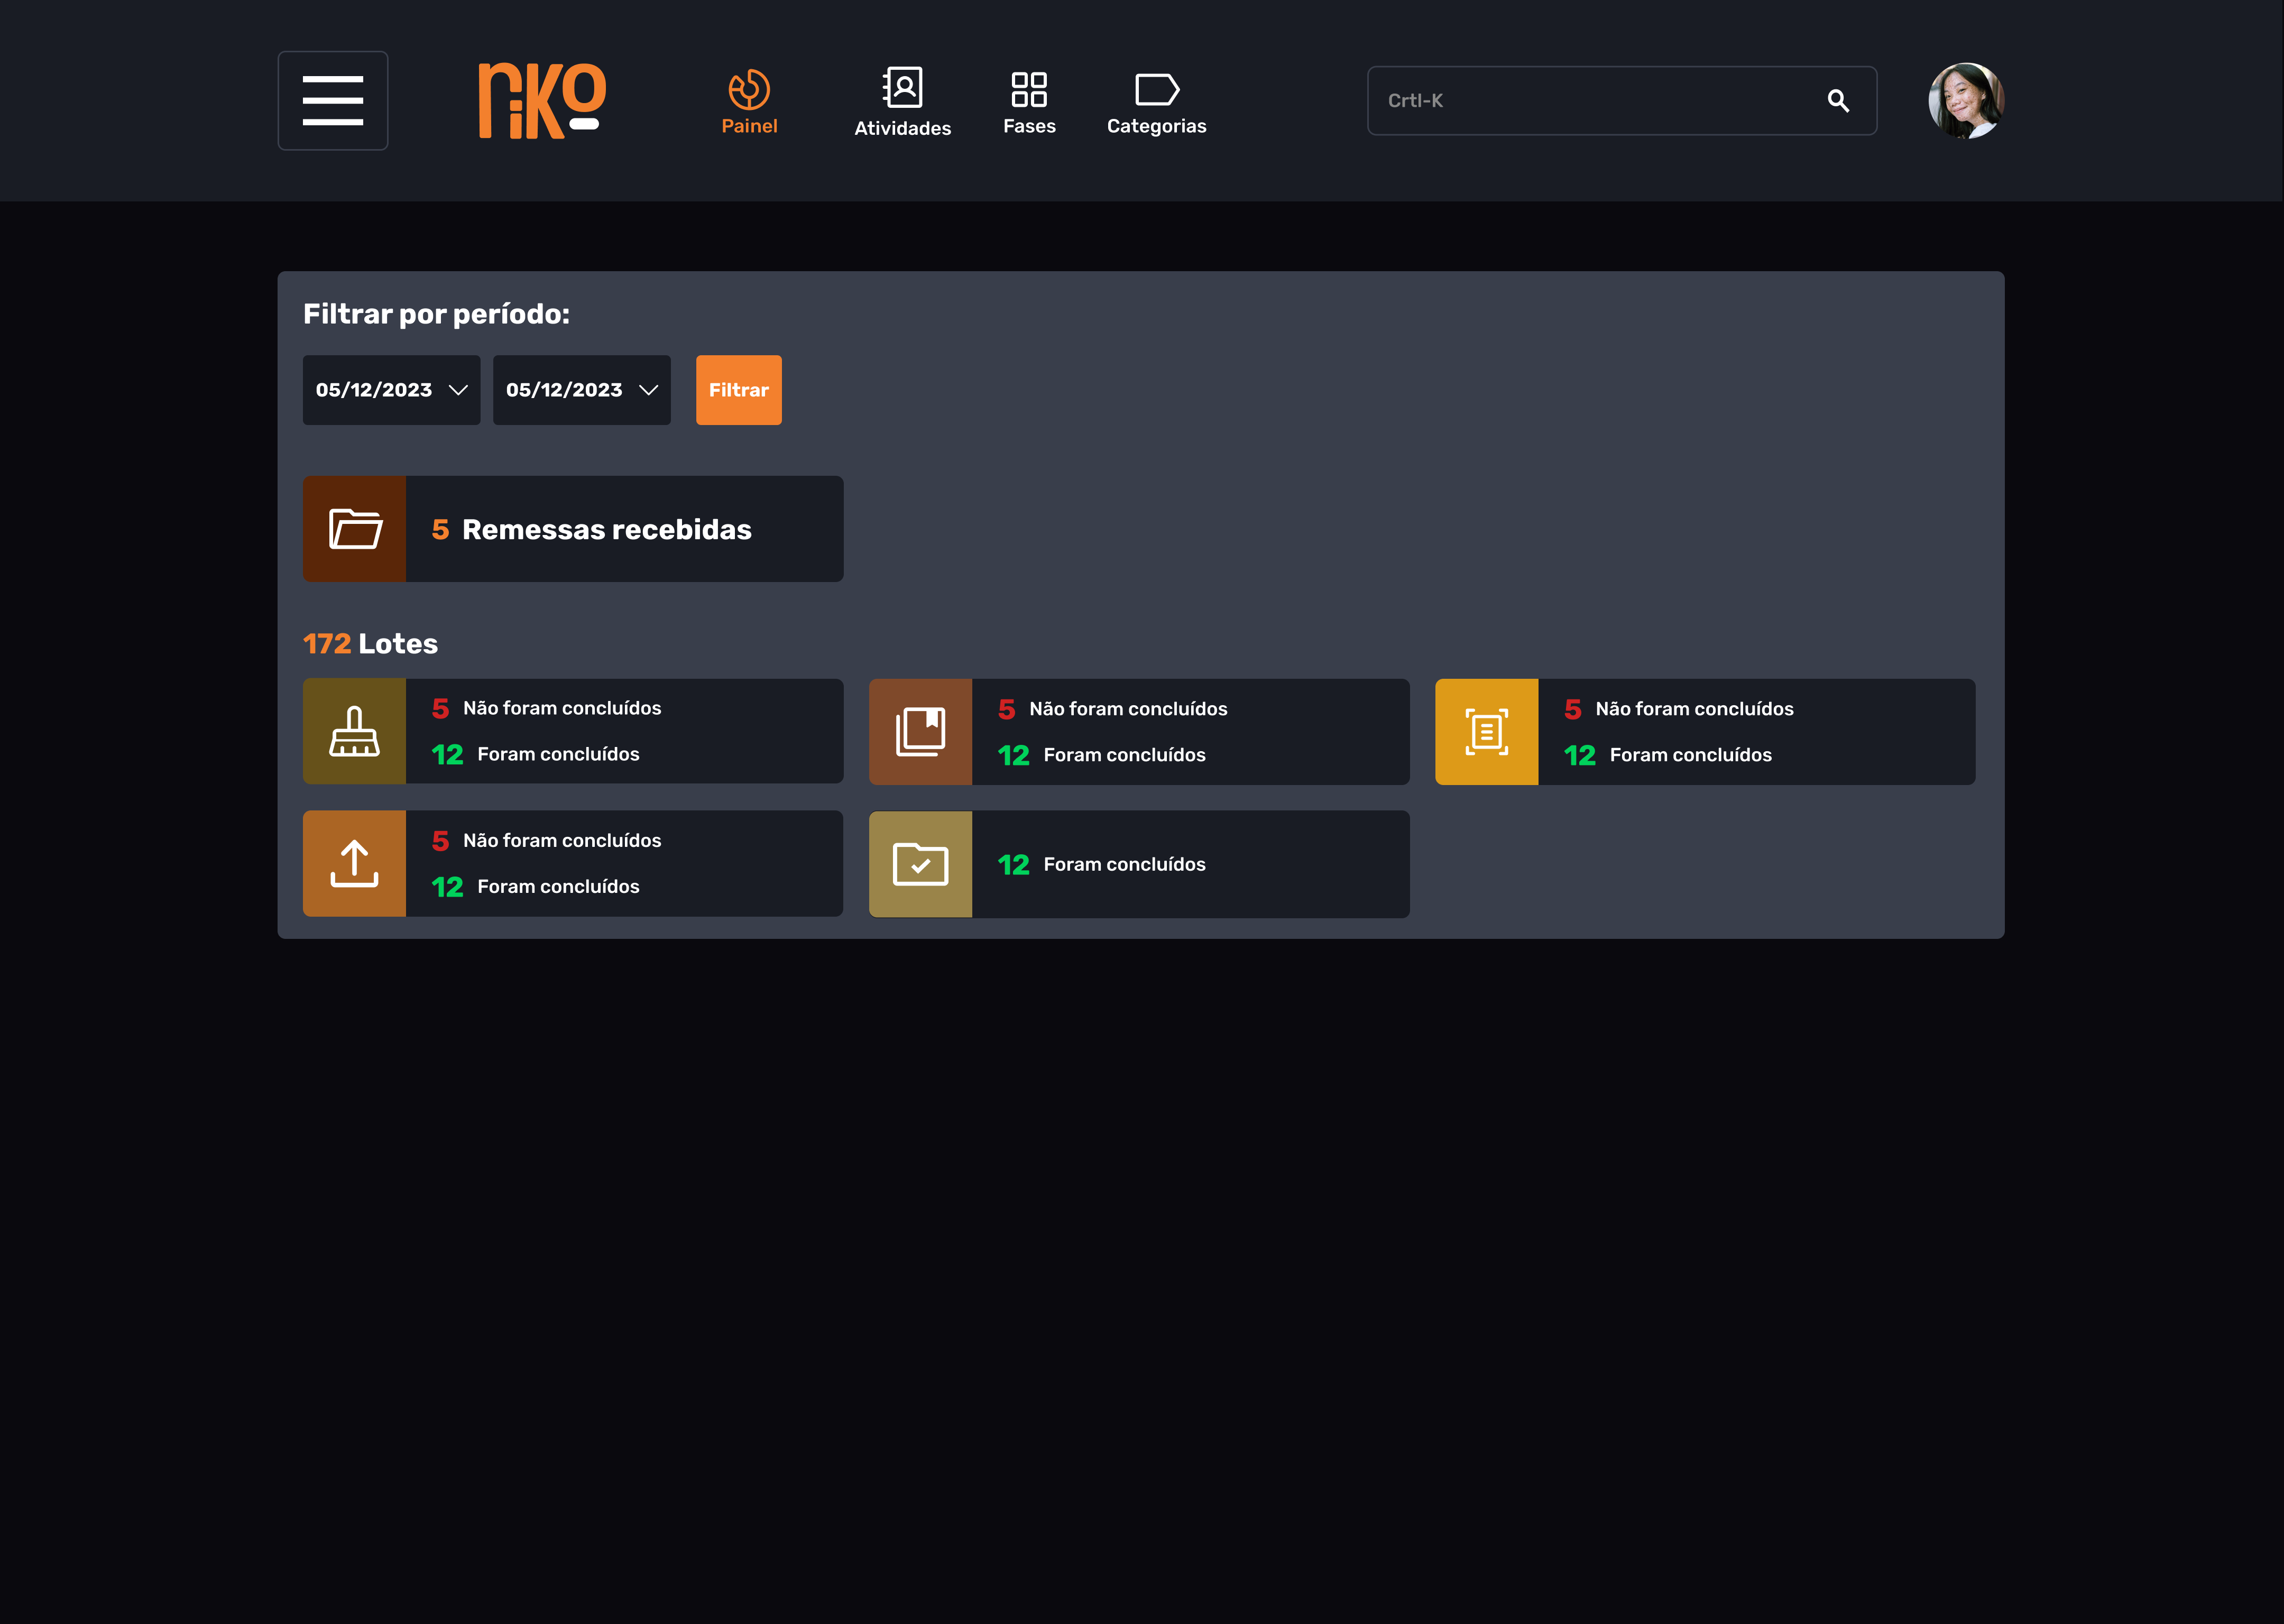 riko
Painel
Atividades
Fases
Categorias
Crtl-K
Filtrar por período:
05/12/2023
05/12/2023
Filtrar
5 Remessas recebidas
172 Lotes
5 Não foram concluídos
12 Foram concluídos
5 Não foram concluídos
12 Foram concluídos
5 Não foram concluídos
12 Foram concluídos
5 Não foram concluídos
12 Foram concluídos
12 Foram concluídos